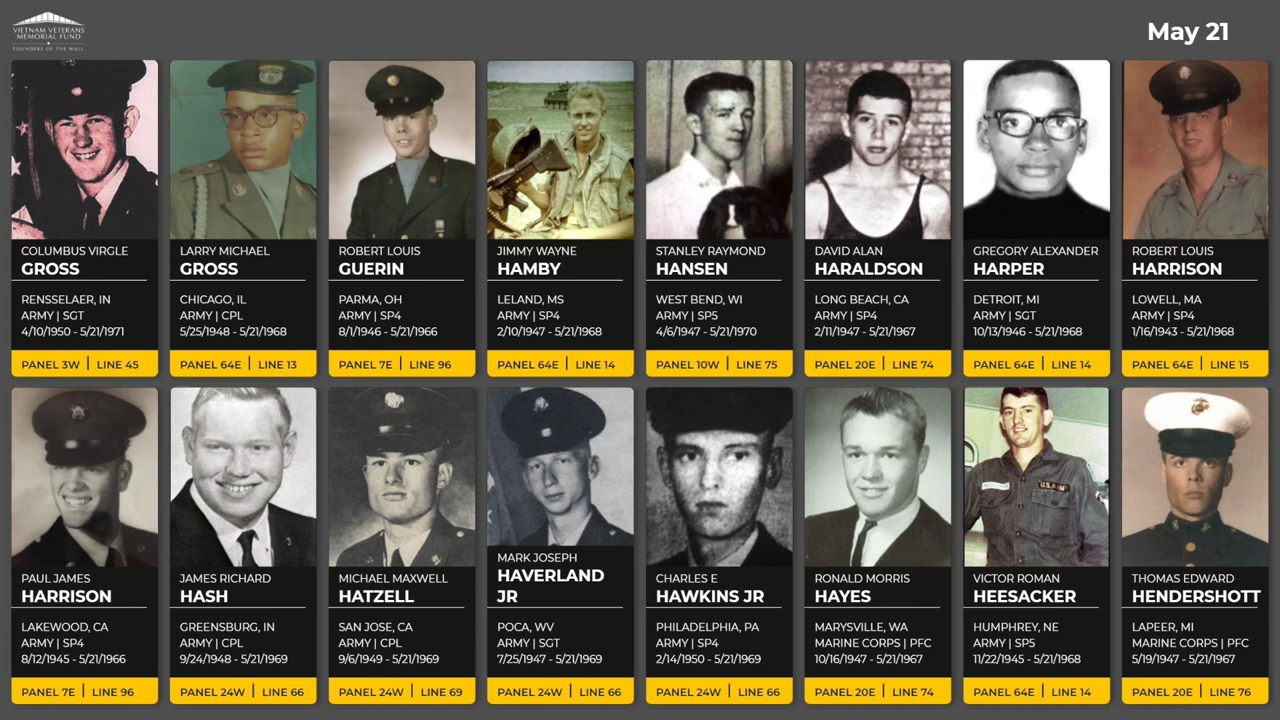 VIETNAM VETERANS
MEMORIAL FUND
FOUNDERS OF THE WALL
May 21
COLUMBUS VIRGLE
GROSS
RENSSELAER, IN
ARMY | SGT
4/10/1950 - 5/21/1971
PANEL 3W | LINE 45
LARRY MICHAEL
GROSS
CHICAGO, IL
ARMY | CPL
5/25/1948 - 5/21/1968
PANEL 64E | LINE 13
ROBERT LOUIS
GUERIN
PARMA, OH
ARMY | SP4
8/1/1946 - 5/21/1966
PANEL 7E | LINE 96
JIMMY WAYNE
HAMBY
LELAND, MS
ARMY | SP4
2/10/1947 - 5/21/1968
PANEL 64E | LINE 14
STANLEY RAYMOND
HANSEN
WEST BEND, WI
ARMY | SP5
4/6/1947 - 5/21/1970
PANEL 10W | LINE 75
DAVID ALAN
HARALDSON
LONG BEACH, CA
ARMY | SP4
2/11/1947 - 5/21/1967
PANEL 20E | LINE 74
GREGORY ALEXANDER
HARPER
DETROIT, MI
ARMY | SGT
10/13/1946 - 5/21/1968
PANEL 64E | LINE 14
ROBERT LOUIS
HARRISON
LOWELL, MA
ARMY | SP4
1/16/1943 - 5/21/1968
PANEL 64E | LINE 15
PAUL JAMES
HARRISON
LAKEWOOD, CA
ARMY | SP4
8/12/1945 - 5/21/1966
PANEL 7E | LINE 96
JAMES RICHARD
HASH
GREENSBURG, IN
ARMY | CPL
9/24/1948 - 5/21/1969
PANEL 24W | LINE 66
MICHAEL MAXWELL
HATZELL
SAN JOSE, CA
ARMY | CPL
9/6/1949 - 5/21/1969
PANEL 24W | LINE 69
MARK JOSEPH
HAVERLAND
JR
POCA, WV
ARMY | SGT
7/25/1947 - 5/21/1969
PANEL 24W | LINE 66
CHARLES E
HAWKINS JR
PHILADELPHIA, PA
ARMY | SP4
2/14/1950 - 5/21/1969
PANEL 24W | LINE 66
RONALD MORRIS
HAYES
MARYSVILLE, WA
MARINE CORPS | PFC
10/16/1947 - 5/21/1967
PANEL 20E | LINE 74
U.S. ARMY
VICTOR ROMAN
HEESACKER
HUMPHREY, NE
ARMY | SP5
11/22/1945 - 5/21/1968
PANEL 64E | LINE 14
THOMAS EDWARD
HENDERSHOTT
LAPEER, MI
MARINE CORPS | PFC
5/19/1947 - 5/21/1967
PANEL 20E | LINE 76